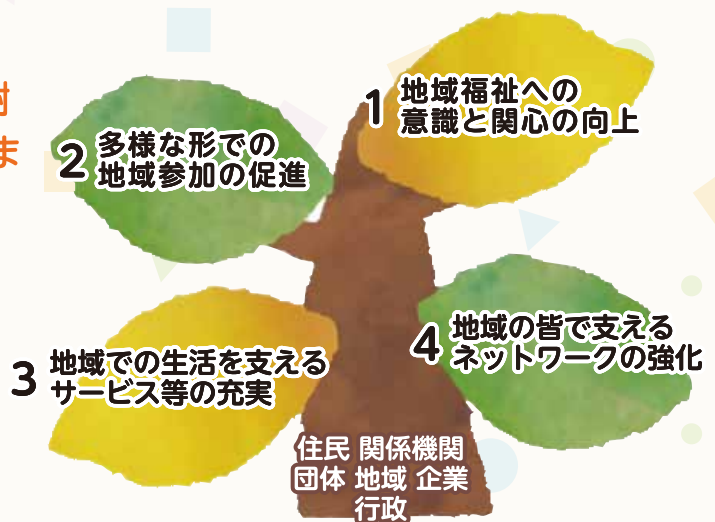 樹
ま
1 地域福祉への
意識と関心の向上
2 多様な形での
地域参加の促進
3 地域での生活を支える
サービス等の充実
4 地域の皆で支える
ネットワークの強化
住民 関係機関
団体 地域 企業
行政